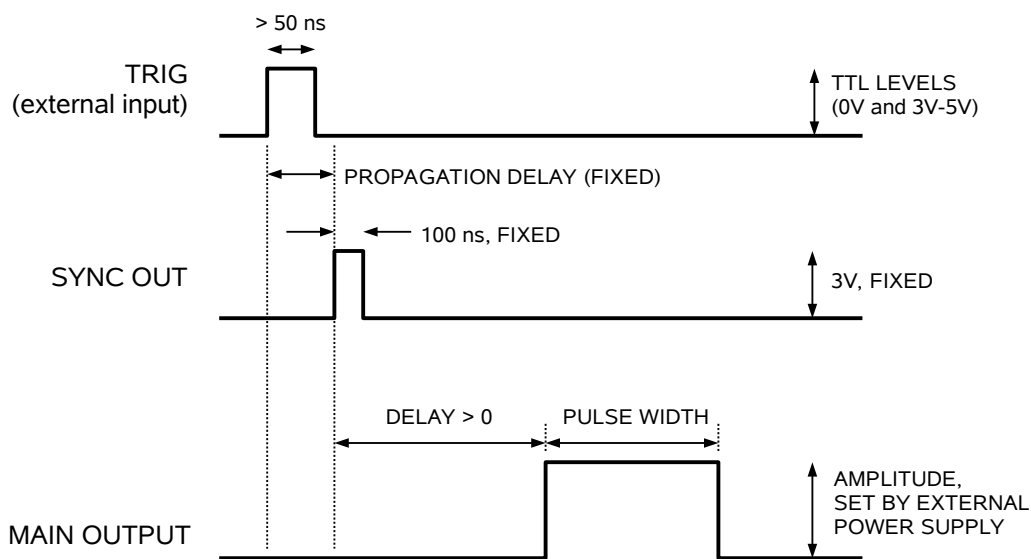 > 50 ns
TRIG
(external input)
TTL LEVELS
(0V and 3V-5V)
PROPAGATION DELAY (FIXED)
100 ns, FIXED
SYNC OUT
3V, FIXED
DELAY > 0
PULSE WIDTH
MAIN OUTPUT
AMPLITUDE,
SET BY EXTERNAL
POWER SUPPLY